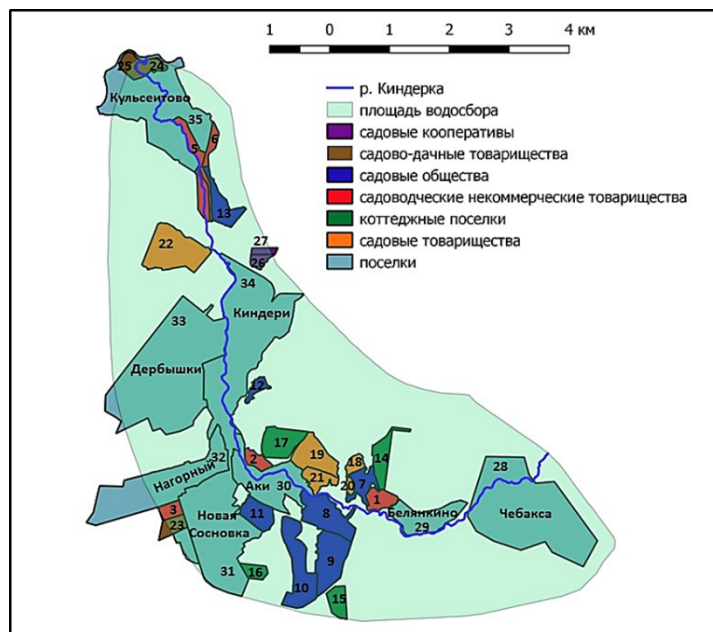 1 0 1 2 3 4 км
р. Киндерка
площадь водосбора
садовые кооперативы
садово-дачные товарищества
садовые общества
садоводческие некоммерческие товарищества
коттеджные поселки
садовые товарищества
поселки
25 24
Кульсеитово
35
5 6
13
22
27
26
34
33
Киндери
Дербышки
12
17
19 18 14
32 2
21 20 7
Нагорный
Аки 30
1
28
3
8
Белянкино
Чебакса
23
Новая
Сосновка
11
29
9
31 16
10
15